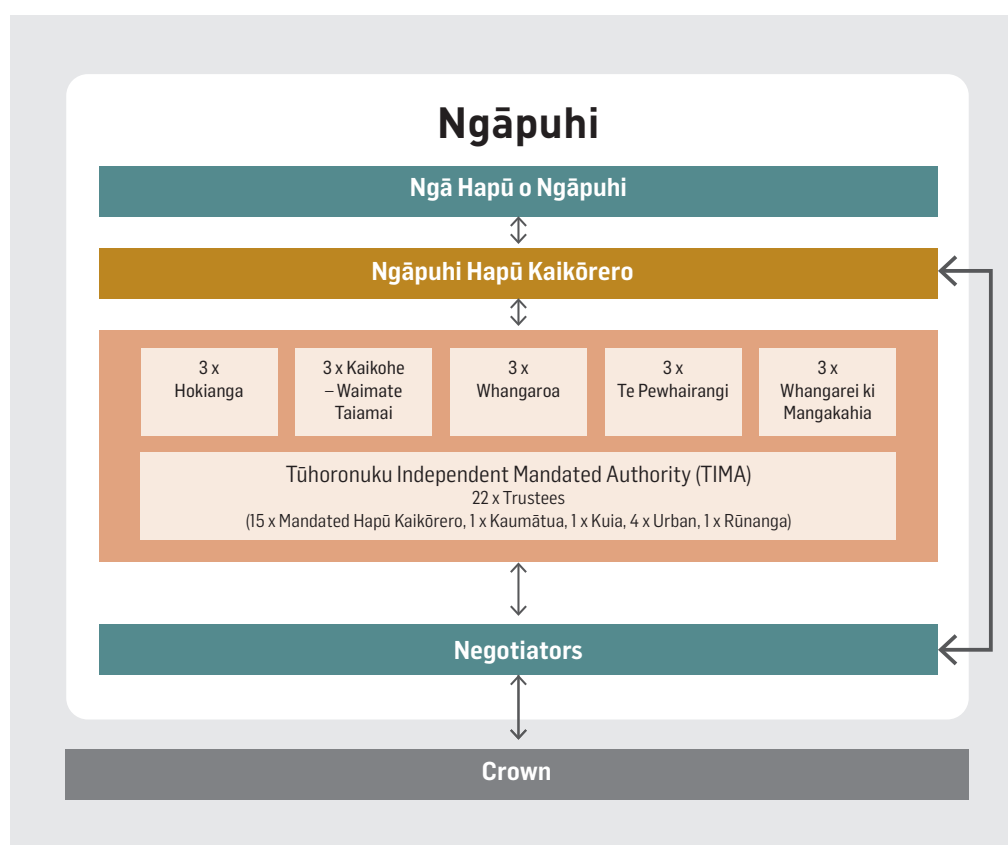 Ngāpuhi
Ngā Hapū o Ngāpuhi
Ngāpuhi Hapū Kaikōrero
3 x
Hokianga
3 x Kaikohe
– Waimate
Taiamai
3 x
Whangaroa
3 x
Te Pewhairangi
3 x
Whangarei ki
Mangakahia
Tūhoronuku Independent Mandated Authority (TIMA)
22 x Trustees
(15 x Mandated Hapū Kaikōrero, 1 x Kaumātua, 1 x Kuia, 4 x Urban, 1 x Rūnanga)
Negotiators
Crown